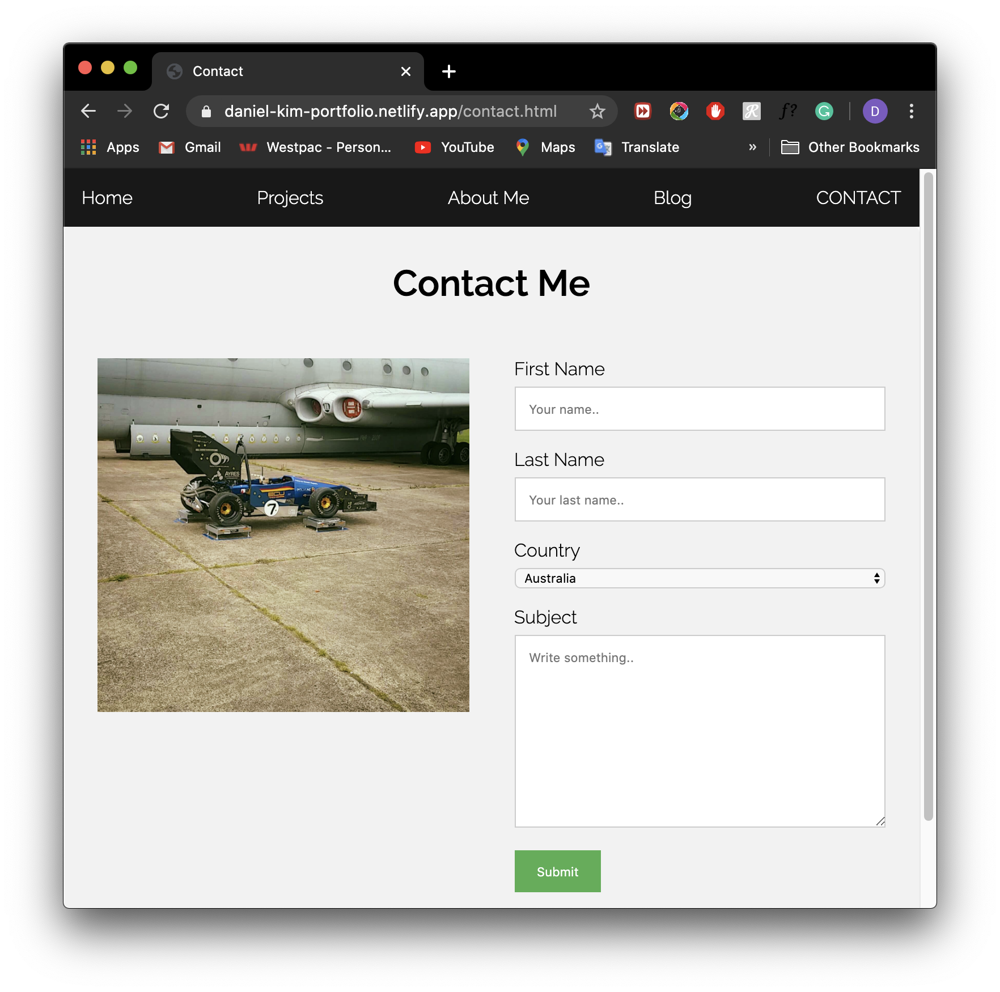 Contact
daniel-kim-portfolio.netlify.app/contact.html
D
Apps Gmail Westpac - Person... YouTube Maps Translate » Other Bookmarks
Home Projects About Me Blog CONTACT
Contact Me
AYRES
ECU
7
First Name
Your name..
Last Name
Your last name..
Country
Australia
Subject
Write something..
Submit